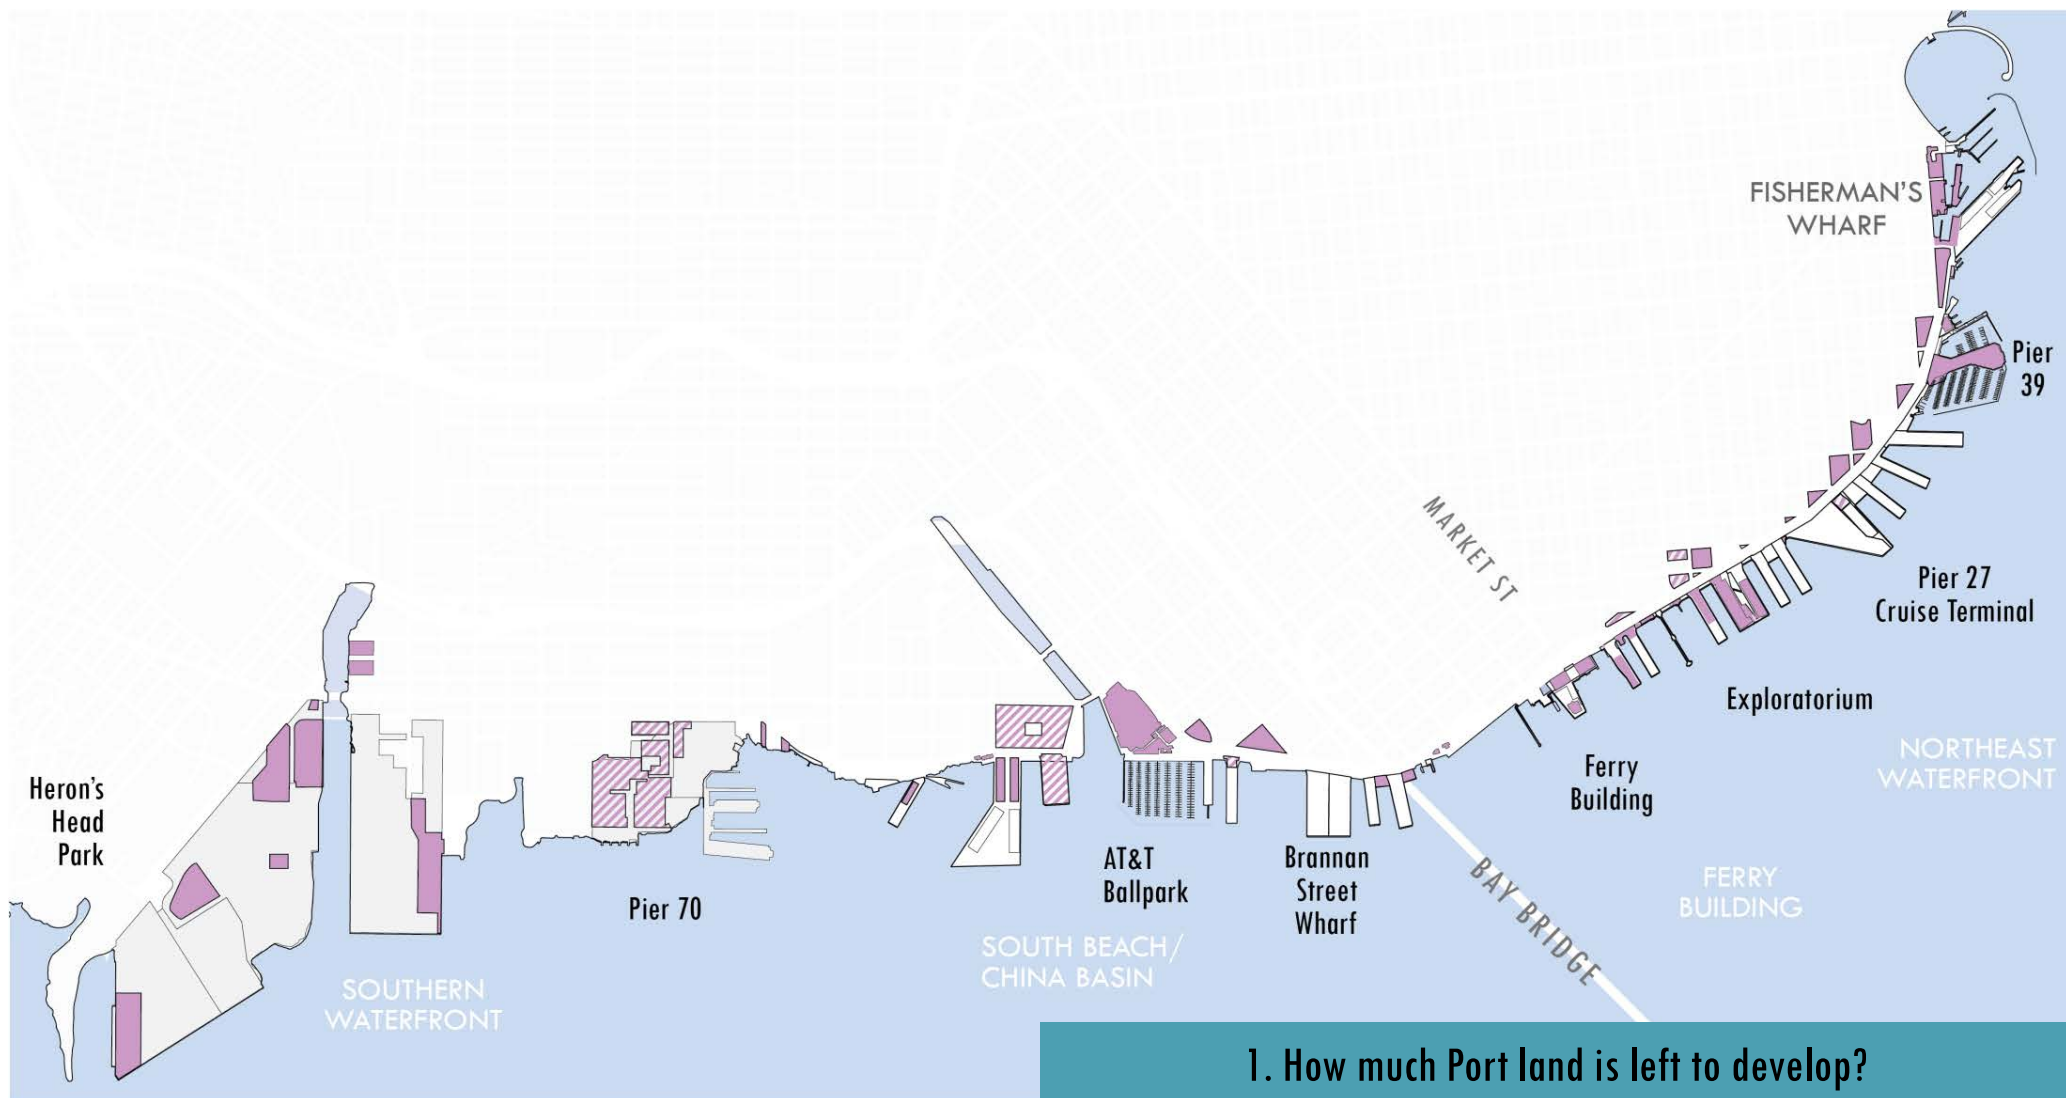 FISHERMAN'S
WHARF
Pier
39
MARKET ST
Pier 27
Cruise Terminal
Exploratorium
NORTHEAST
WATERFRONT
Ferry
Building
FERRY
BUILDING
BAY BRIDGE
Brannan
Street
Wharf
AT&T
Ballpark
SOUTH BEACH/
CHINA BASIN
Pier 70
Heron's
Head
Park
SOUTHERN
WATERFRONT
1. How much Port land is left to develop?